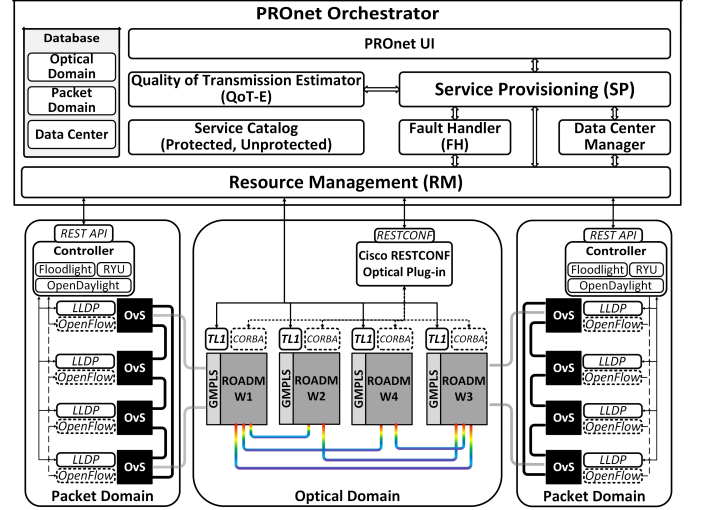 PROnet Orchestrator
Database
Optical
Domain
Packet
Domain
Data Center
PROnet UI
Quality of Transmission Estimator
(QoT-E)
Service Provisioning (SP)
Service Catalog
(Protected, Unprotected)
Fault Handler
(FH)
Data Center
Manager
Resource Management (RM)
REST API
Controller
Floodlight RYU
OpenDaylight
LLDP
OpenFlow
OvS
LLDP
OpenFlow
OvS
LLDP
OpenFlow
OvS
LLDP
OpenFlow
OvS
Packet Domain
RESTCONF
Cisco RESTCONF
Optical Plug-in
TL1 CORBA TL1 CORBA TL1 CORBA TL1 CORBA
GMPLS
ROADM
W1
GMPLS
ROADM
W2
GMPLS
ROADM
W4
GMPLS
ROADM
W3
Optical Domain
REST API
Controller
Floodlight RYU
OpenDaylight
OvS
LLDP
OpenFlow
OvS
LLDP
OpenFlow
OvS
LLDP
OpenFlow
OvS
LLDP
OpenFlow
Packet Domain